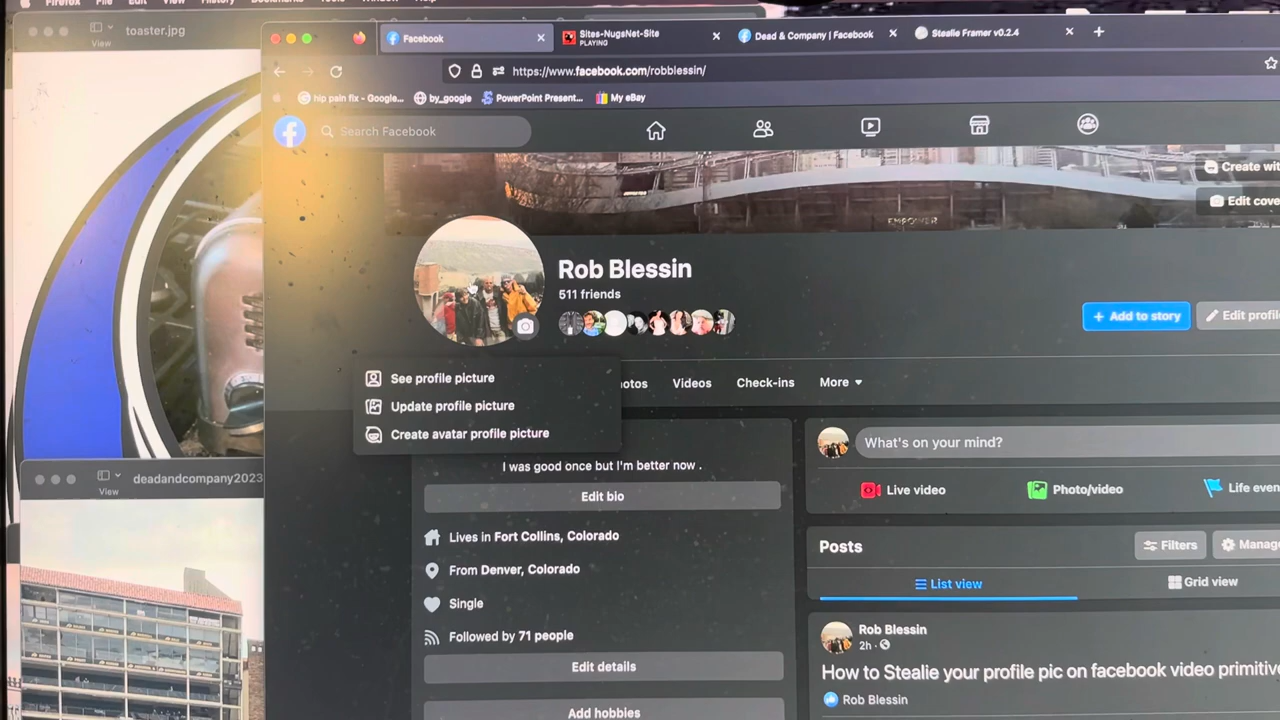 Firefox File Edit View History Bookmarks Tools Window Help
toaster.jpg
View
Facebook
Sites-NugsNet-Site
PLAYING
Dead & Company | Facebook
Stealie Framer v0.2.4
https://www.facebook.com/robblessin/
hip pain fix - Google...
by_google
PowerPoint Present...
My eBay
Search Facebook
Create wit
EMPOWER
Edit cove
Rob Blessin
511 friends
+ Add to story
Edit profil
See profile picture
Update profile picture
Create avatar profile picture
otos
Videos
Check-ins
More
I was good once but I'm better now .
Edit bio
What's on your mind?
Live video
Photo/video
Life even
deadandcompany2023
View
Lives in Fort Collins, Colorado
From Denver, Colorado
Single
Followed by 71 people
Edit details
Add hobbies
Posts
Filters
Manag
List view
Grid view
Rob Blessin
2h ·
How to Stealie your profile pic on facebook video primitiv
Rob Blessin